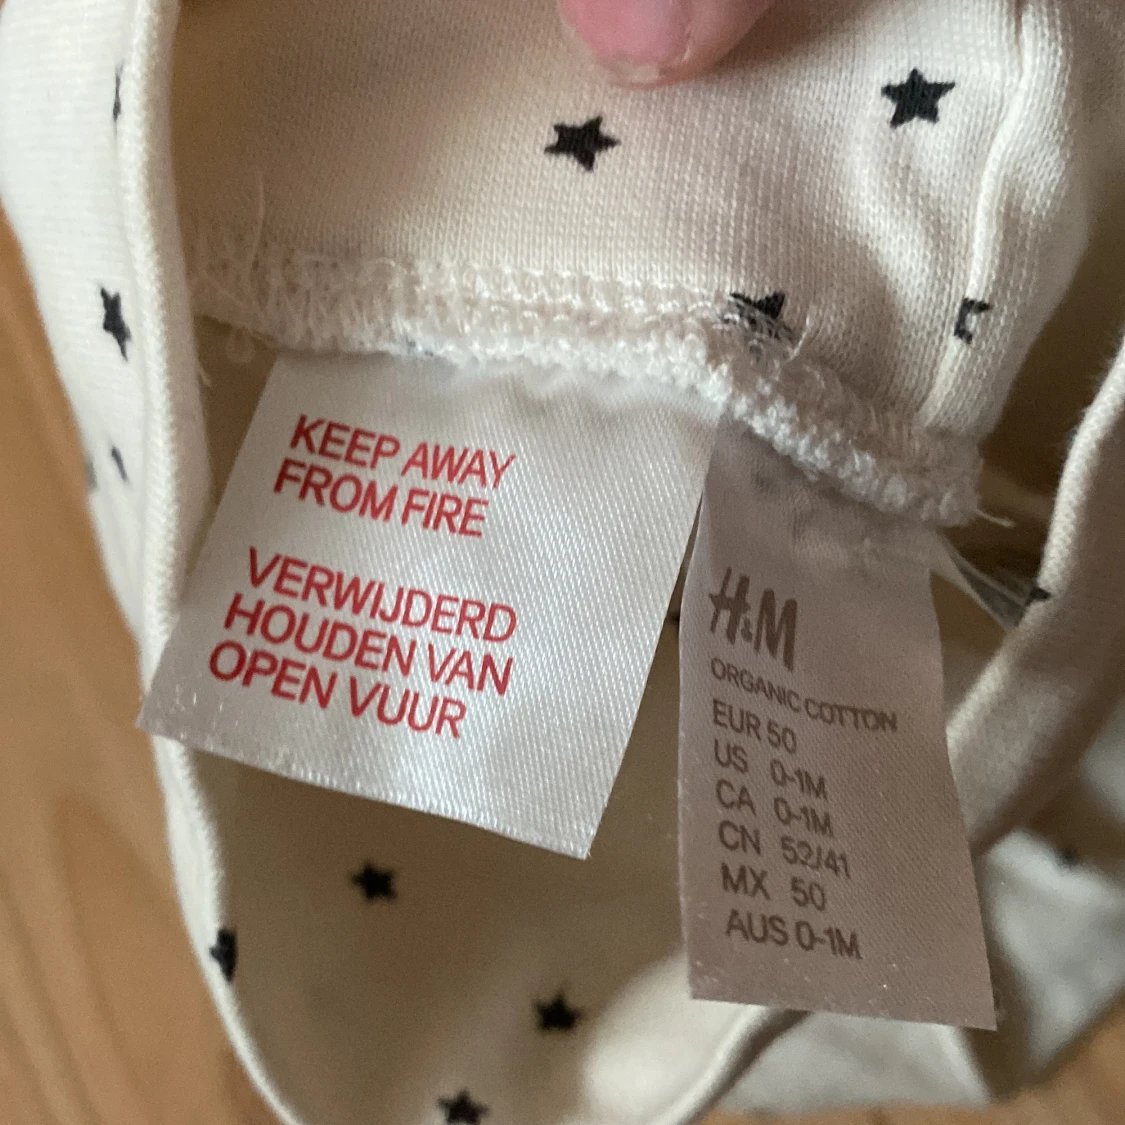 KEEP AWAY
FROM FIRE
VERWIJDERD
HOUDEN VAN
OPEN VUUR
H&M
ORGANIC COTTON
EUR 50
US 0-1M
CA 0-1M
CN 52/41
MX 50
AUS 0-1M